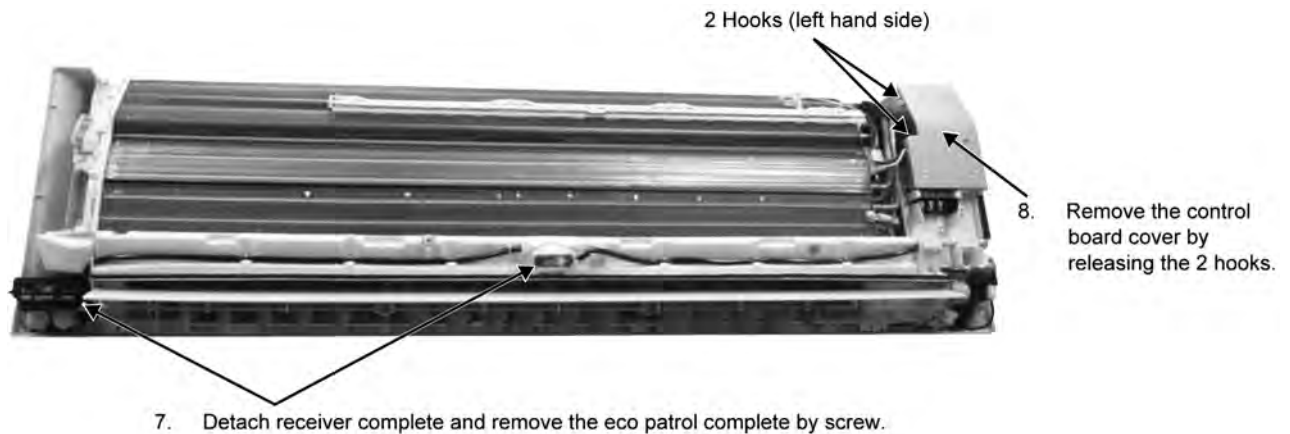 2 Hooks (left hand side)
8. Remove the control
board cover by
releasing the 2 hooks.
7. Detach receiver complete and remove the eco patrol complete by screw.